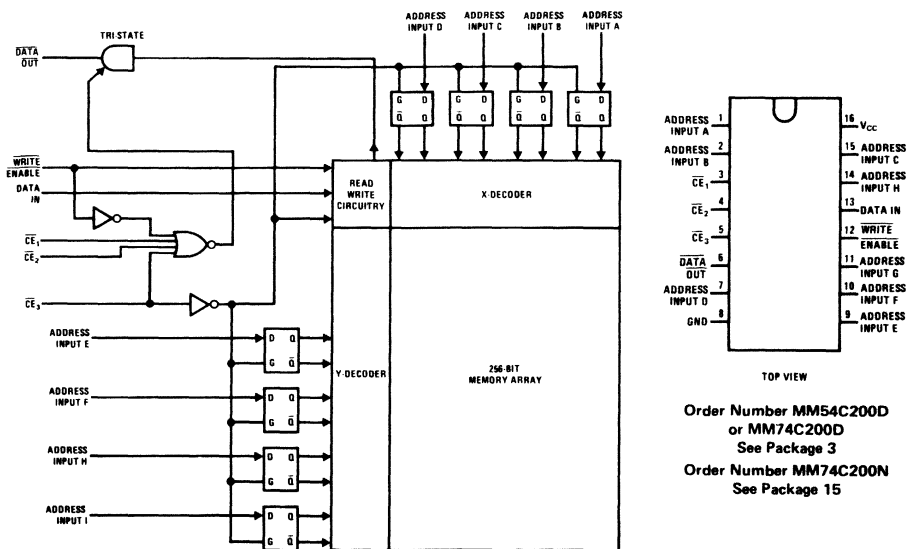 ADDRESS INPUT D
ADDRESS INPUT C
ADDRESS INPUT B
ADDRESS INPUT A
TRI STATE
DATA OUT
G D
Q̅ Q
G D
Q̅ Q
G D
Q̅ Q
G D
Q̅ Q
WRITE ENABLE
DATA IN
READ WRITE CIRCUITRY
X-DECODER
CE1
CE2
CE3
ADDRESS INPUT E
D Q
G Q̅
ADDRESS INPUT F
D Q
G Q̅
ADDRESS INPUT H
D Q
G Q̅
ADDRESS INPUT I
D Q
G Q̅
Y-DECODER
256-BIT
MEMORY ARRAY
ADDRESS INPUT A 1
ADDRESS INPUT B 2
CE1 3
CE2 4
CE3 5
DATA OUT 6
ADDRESS INPUT D 7
GND 8
16 VCC
15 ADDRESS INPUT C
14 ADDRESS INPUT H
13 DATA IN
12 WRITE ENABLE
11 ADDRESS INPUT G
10 ADDRESS INPUT F
9 ADDRESS INPUT E
TOP VIEW
Order Number MM54C200D
or MM74C200D
See Package 3
Order Number MM74C200N
See Package 15